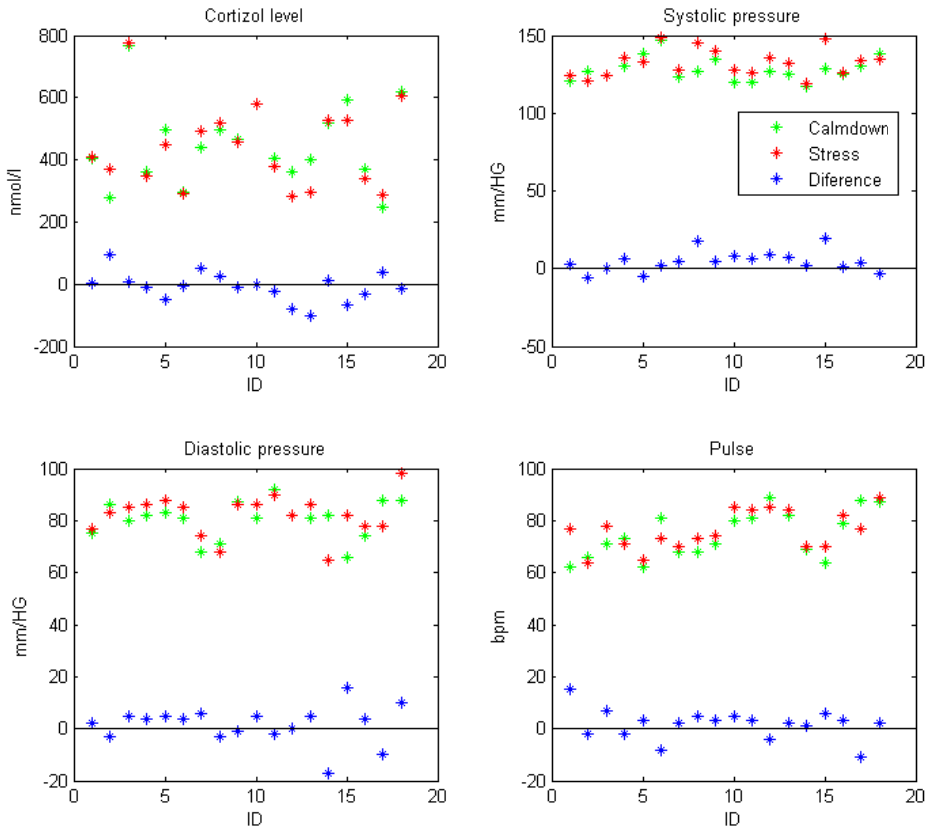 Cortizol level
800
600
400
200
0
-200
nmol/l
0 5 10 15 20
ID
Systolic pressure
150
100
50
0
-50
mm/HG
Calmdown
Stress
Diference
0 5 10 15 20
ID
Diastolic pressure
100
80
60
40
20
0
-20
mm/HG
0 5 10 15 20
ID
Pulse
100
80
60
40
20
0
-20
bpm
0 5 10 15 20
ID